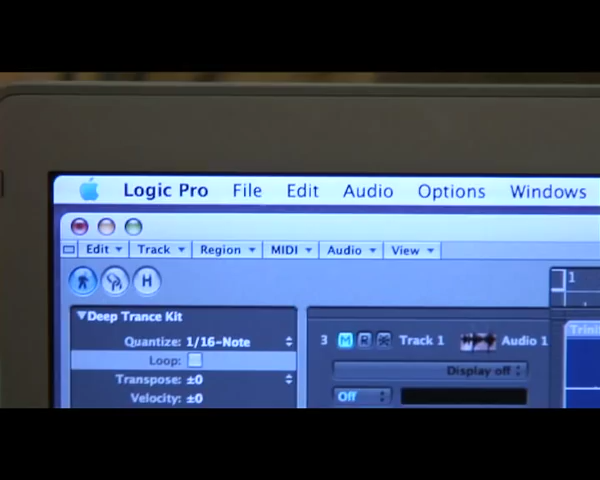 Logic Pro File Edit Audio Options Windows
Edit Track Region MIDI Audio View
H
1
Deep Trance Kit
Quantize: 1/16-Note
3 M R Track 1 Audio 1
Loop:
Display off
Transpose: ±0
Velocity: ±0
Off